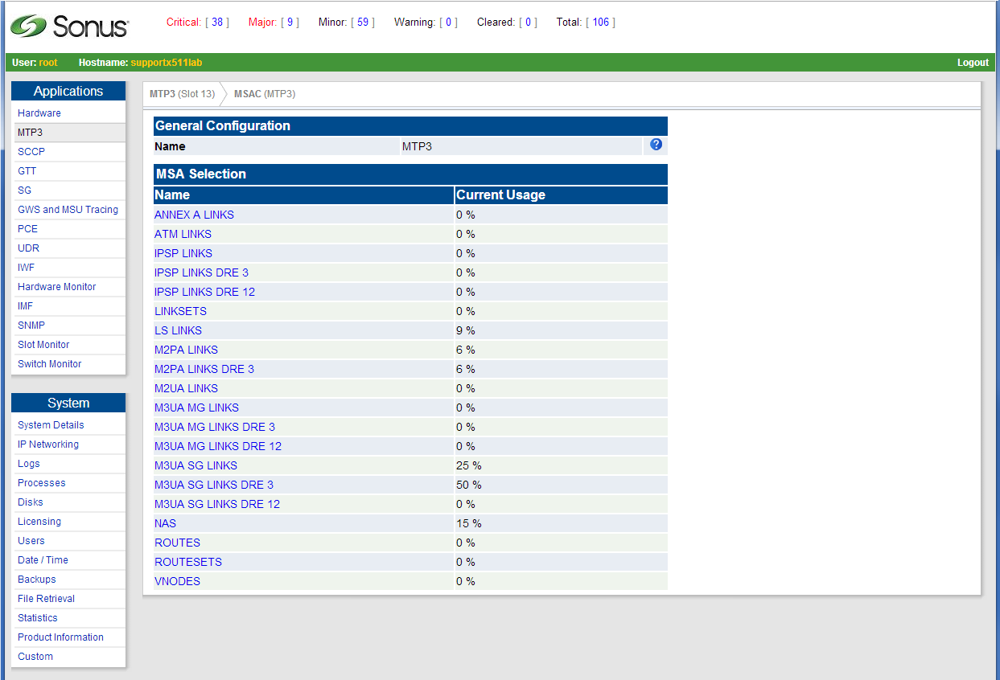 Sonus Critical: [ 38 ] Major: [ 9 ] Minor: [ 59 ] Warning: [ 0 ] Cleared: [ 0 ] Total: [ 106 ]
User: root Hostname: supportx511lab Logout
Applications
Hardware
MTP3
SCCP
GTT
SG
GWS and MSU Tracing
PCE
UDR
IWF
Hardware Monitor
IMF
SNMP
Slot Monitor
Switch Monitor
System
System Details
IP Networking
Logs
Processes
Disks
Licensing
Users
Date / Time
Backups
File Retrieval
Statistics
Product Information
Custom
MTP3 (Slot 13) MSAC (MTP3)
General Configuration
Name MTP3 ?
MSA Selection
Name Current Usage
ANNEX A LINKS 0 %
ATM LINKS 0 %
IPSP LINKS 0 %
IPSP LINKS DRE 3 0 %
IPSP LINKS DRE 12 0 %
LINKSETS 0 %
LS LINKS 9 %
M2PA LINKS 6 %
M2PA LINKS DRE 3 6 %
M2UA LINKS 0 %
M3UA MG LINKS 0 %
M3UA MG LINKS DRE 3 0 %
M3UA MG LINKS DRE 12 0 %
M3UA SG LINKS 25 %
M3UA SG LINKS DRE 3 50 %
M3UA SG LINKS DRE 12 0 %
NAS 15 %
ROUTES 0 %
ROUTESETS 0 %
VNODES 0 %